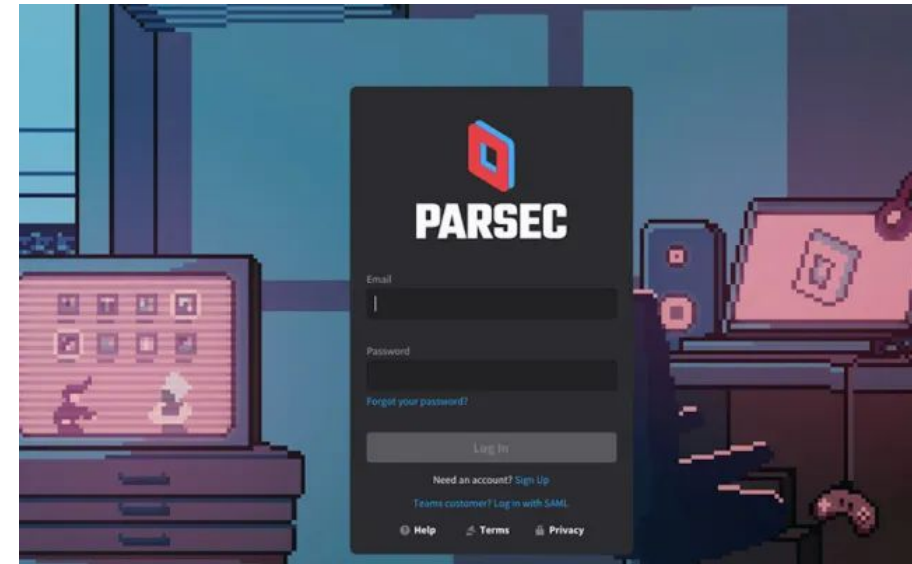 PARSEC
Email
Password
Forgot your password?
Log In
Need an account? Sign Up
Teams customer? Log in with SAML
Help Terms Privacy